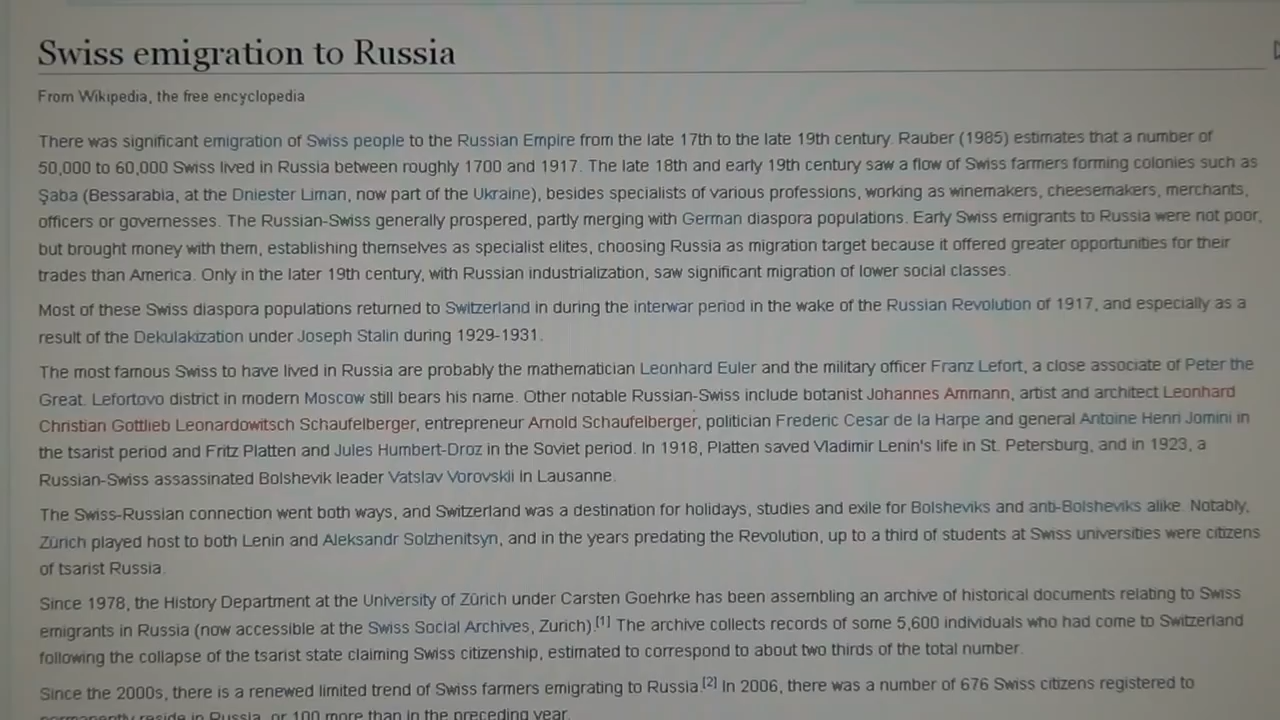 Swiss emigration to Russia
From Wikipedia, the free encyclopedia
There was significant emigration of Swiss people to the Russian Empire from the late 17th to the late 19th century. Rauber (1985) estimates that a number of
50,000 to 60,000 Swiss lived in Russia between roughly 1700 and 1917. The late 18th and early 19th century saw a flow of Swiss farmers forming colonies such as
Şaba (Bessarabia, at the Dniester Liman, now part of the Ukraine), besides specialists of various professions, working as winemakers, cheesemakers, merchants,
officers or governesses. The Russian-Swiss generally prospered, partly merging with German diaspora populations. Early Swiss emigrants to Russia were not poor,
but brought money with them, establishing themselves as specialist elites, choosing Russia as migration target because it offered greater opportunities for their
trades than America. Only in the later 19th century, with Russian industrialization, saw significant migration of lower social classes.
Most of these Swiss diaspora populations returned to Switzerland in during the interwar period in the wake of the Russian Revolution of 1917, and especially as a
result of the Dekulakization under Joseph Stalin during 1929-1931.
The most famous Swiss to have lived in Russia are probably the mathematician Leonhard Euler and the military officer Franz Lefort, a close associate of Peter the
Great. Lefortovo district in modern Moscow still bears his name. Other notable Russian-Swiss include botanist Johannes Ammann, artist and architect Leonhard
Christian Gottlieb Leonardowitsch Schaufelberger, entrepreneur Arnold Schaufelberger, politician Frederic Cesar de la Harpe and general Antoine Henri Jomini in
the tsarist period and Fritz Platten and Jules Humbert-Droz in the Soviet period. In 1918, Platten saved Vladimir Lenin's life in St. Petersburg, and in 1923, a
Russian-Swiss assassinated Bolshevik leader Vatslav Vorovskii in Lausanne.
The Swiss-Russian connection went both ways, and Switzerland was a destination for holidays, studies and exile for Bolsheviks and anti-Bolsheviks alike. Notably,
Zürich played host to both Lenin and Aleksandr Solzhenitsyn, and in the years predating the Revolution, up to a third of students at Swiss universities were citizens
of tsarist Russia.
Since 1978, the History Department at the University of Zürich under Carsten Goehrke has been assembling an archive of historical documents relating to Swiss
emigrants in Russia (now accessible at the Swiss Social Archives, Zurich).[1] The archive collects records of some 5,600 individuals who had come to Switzerland
following the collapse of the tsarist state claiming Swiss citizenship, estimated to correspond to about two thirds of the total number.
Since the 2000s, there is a renewed limited trend of Swiss farmers emigrating to Russia.[2] In 2006, there was a number of 676 Swiss citizens registered to
permanently reside in Russia, or 100 more than in the preceding year.